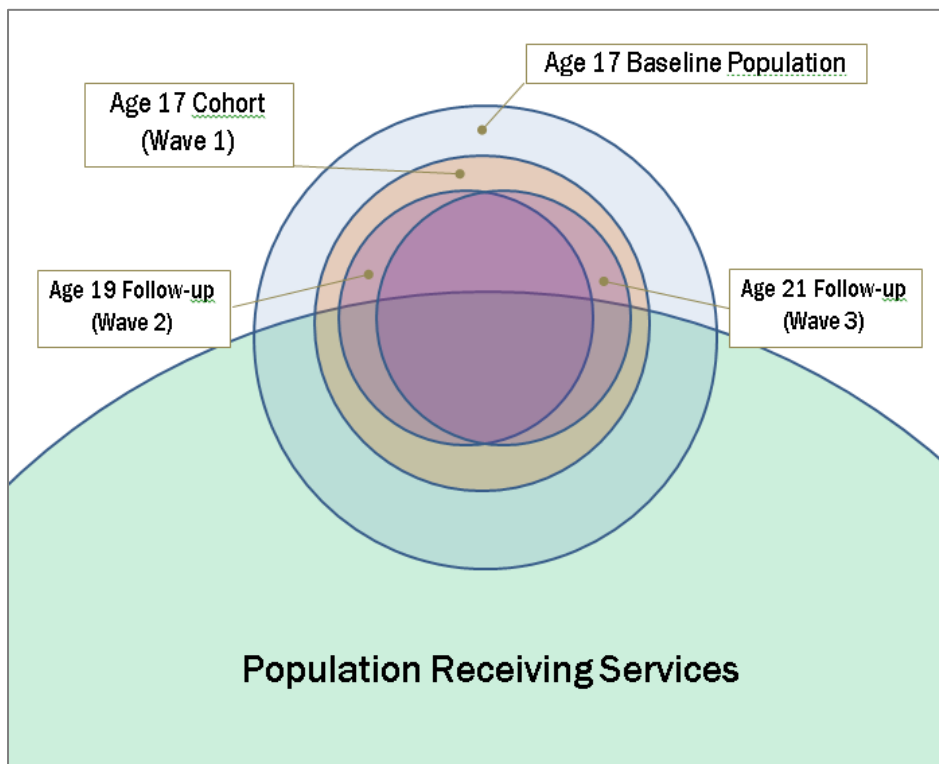 Age 17 Baseline Population
Age 17 Cohort
(Wave 1)
Age 19 Follow-up
(Wave 2)
Age 21 Follow-up
(Wave 3)
Population Receiving Services